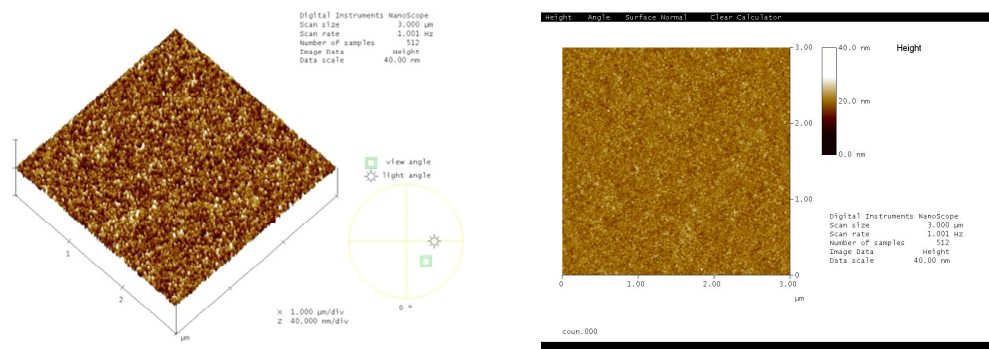 Digital Instruments NanoScope
Scan size 3.000 µm
Scan rate 1.001 Hz
Number of samples 512
Image Data Height
Data scale 40.00 nm
view angle
light angle
1
2
µm
X 1.000 µm/div
Z 40.000 nm/div
0 °
Height Angle Surface Normal Clear Calculator
3.00
2.00
1.00
0
0 1.00 2.00 3.00
µm
40.0 nm
20.0 nm
0.0 nm
Height
Digital Instruments NanoScope
Scan size 3.000 µm
Scan rate 1.001 Hz
Number of samples 512
Image Data Height
Data scale 40.00 nm
coun.000